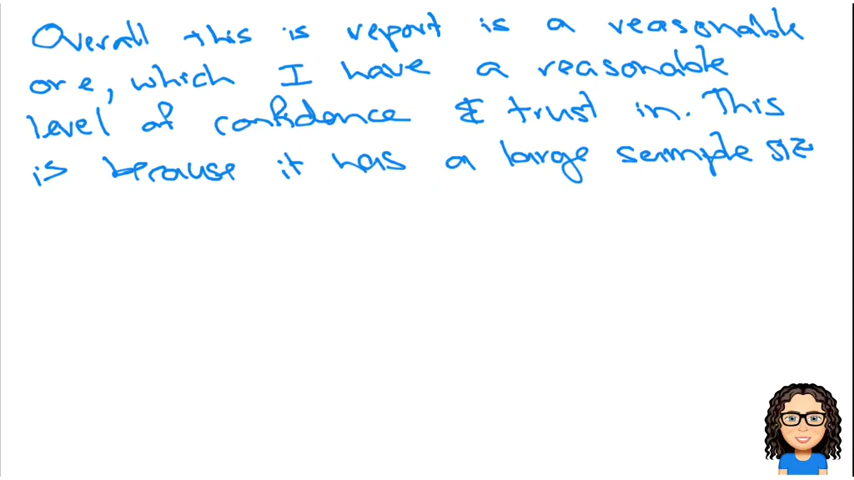 Overall this is report is a reasonable
one, which I have a reasonable
level of confidence & trust in. This
is because it has a large sample size